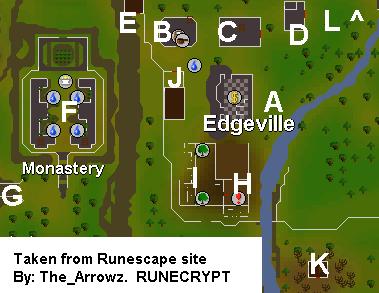 E
B
C
D
L ^
J
A
F
Edgeville
Monastery
I
H
G
K
Taken from Runescape site
By: The_Arrowz. RUNECRYPT